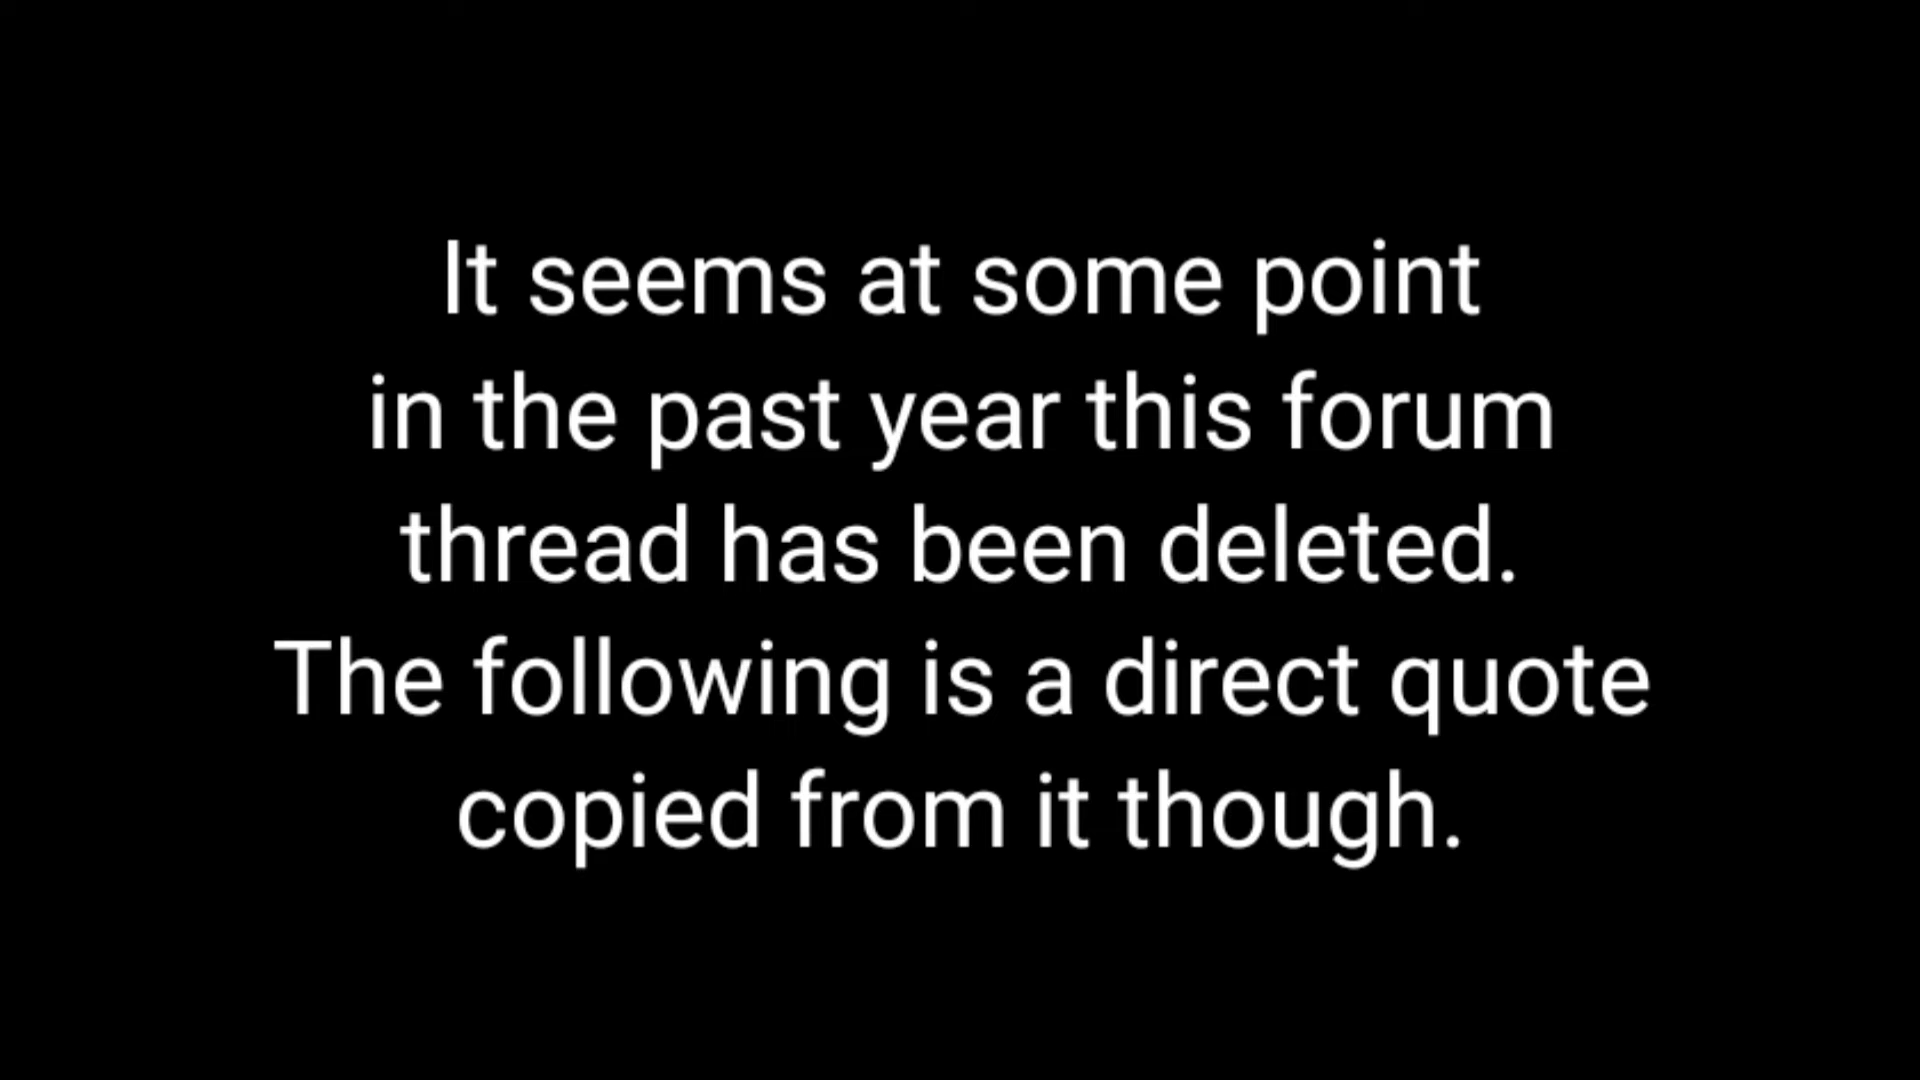 It seems at some point
in the past year this forum
thread has been deleted.
The following is a direct quote
copied from it though.